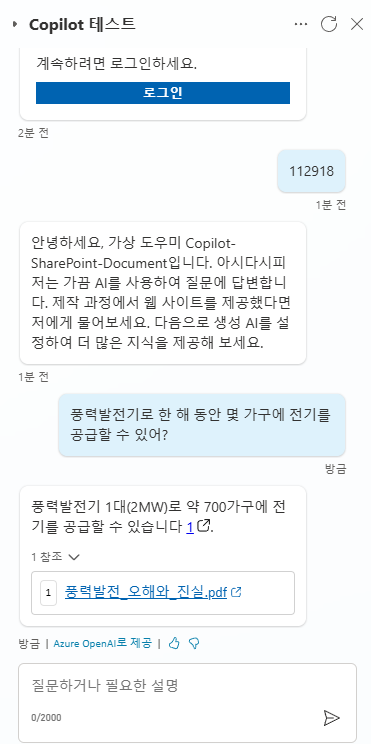 Copilot 테스트
계속하려면 로그인하세요.
로그인
2분 전
112918
1분 전
안녕하세요, 가상 도우미 Copilot-
SharePoint-Document입니다. 아시다시피
저는 가끔 AI를 사용하여 질문에 답변합니
다. 제작 과정에서 웹 사이트를 제공했다면
저에게 물어보세요. 다음으로 생성 AI를 설
정하여 더 많은 지식을 제공해 보세요.
1분 전
풍력발전기로 한 해 동안 몇 가구에 전기를
공급할 수 있어?
방금
풍력발전기 1대(2MW)로 약 700가구에 전
기를 공급할 수 있습니다 1.
1 참조
1 풍력발전_오해와_진실.pdf
방금 | Azure OpenAI로 제공 |
질문하거나 필요한 설명
0/2000